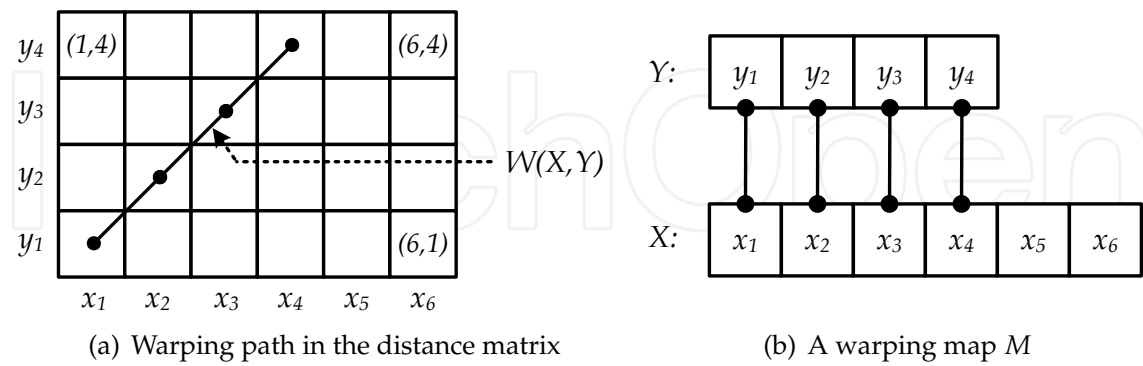 y4 (1,4) (6,4)
y3
y2
y1 (6,1)
x1 x2 x3 x4 x5 x6
W(X,Y)
(a) Warping path in the distance matrix
Y: y1 y2 y3 y4
X: x1 x2 x3 x4 x5 x6
(b) A warping map M